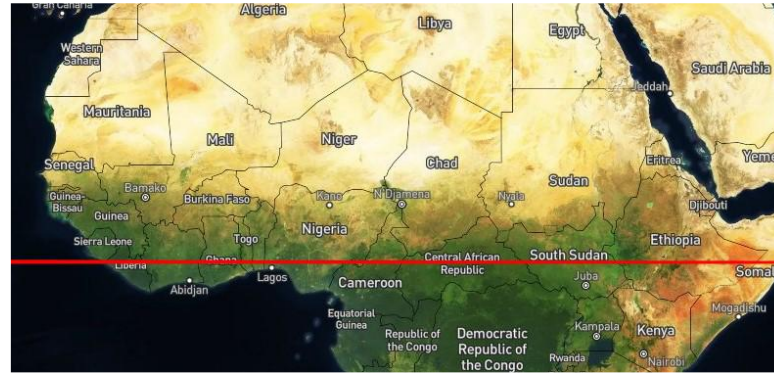 Gran Canaria
Algeria
Libya
Egypt
Western
Sahara
Saudi Arabia
Jeddah
Mauritania
Mali
Niger
Chad
Sudan
Eritrea
Yeme
Senegal
Bamako
Burkina Faso
Kano
N'Djamena
Nyala
Djibouti
Guinea-
Bissau
Guinea
Nigeria
Togo
Sierra Leone
Ethiopia
Ghana
Central African
Republic
South Sudan
Liberia
Lagos
Cameroon
Juba
Somal
Abidjan
Equatorial
Guinea
Republic of
the Congo
Democratic
Republic of
the Congo
Kampala
Kenya
Mogadishu
Rwanda
Nairobi